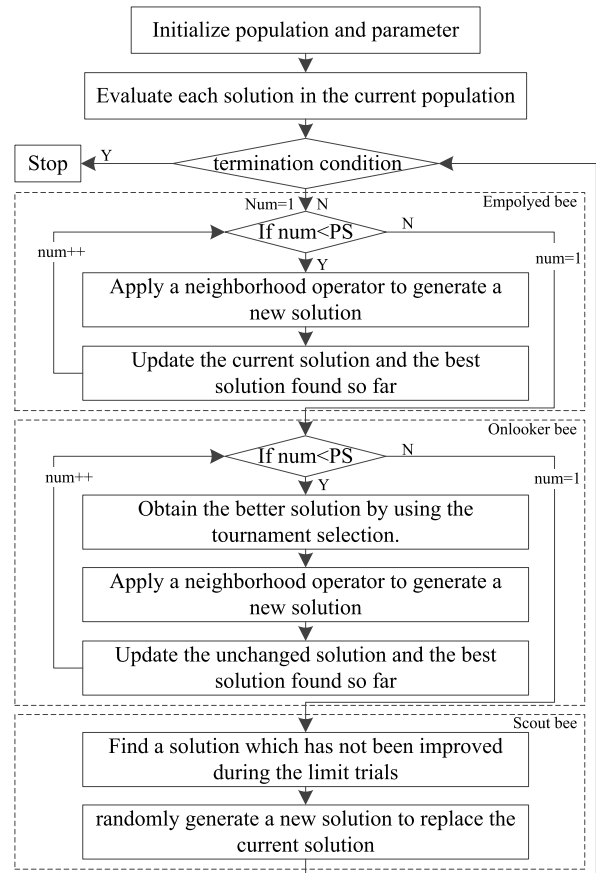 Initialize population and parameter
Evaluate each solution in the current population
termination condition
Y
Stop
Num=1
N
Empolyed bee
If num<PS
N
num++
num=1
Y
Apply a neighborhood operator to generate a
new solution
Update the current solution and the best
solution found so far
Onlooker bee
If num<PS
N
num++
num=1
Y
Obtain the better solution by using the
tournament selection.
Apply a neighborhood operator to generate a
new solution
Update the unchanged solution and the best
solution found so far
Scout bee
Find a solution which has not been improved
during the limit trials
randomly generate a new solution to replace the
current solution